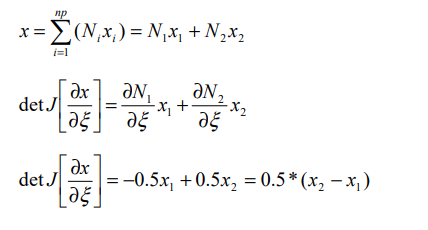 x = \sum_{i=1}^{np} (N_i x_i) = N_1 x_1 + N_2 x_2
det J [∂x/∂ξ] = ∂N_1/∂ξ x_1 + ∂N_2/∂ξ x_2
det J [∂x/∂ξ] = -0.5x_1 + 0.5x_2 = 0.5 * (x_2 - x_1)